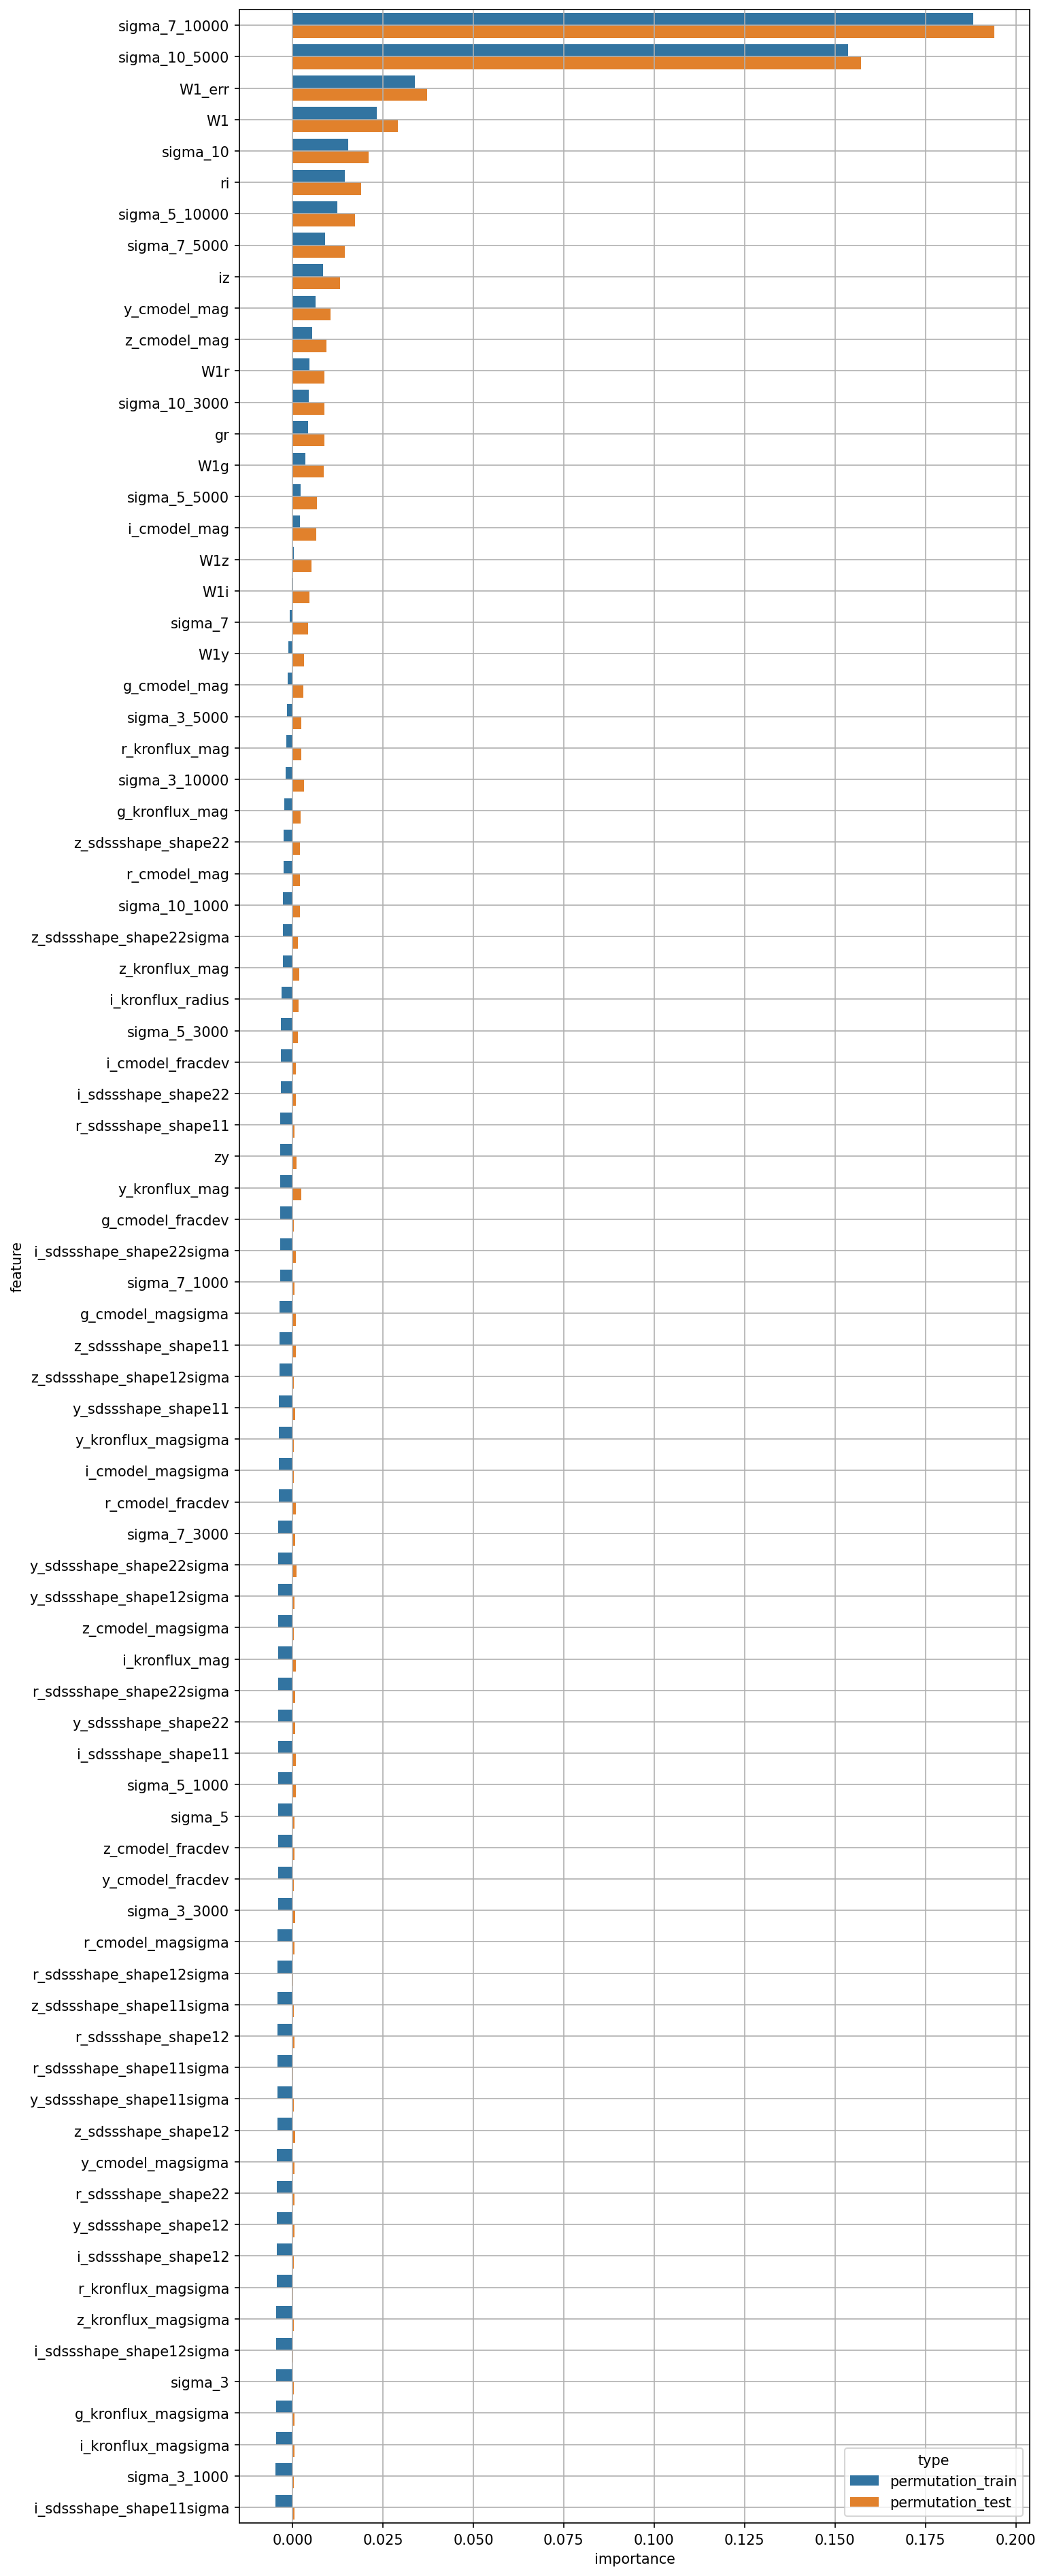 sigma_7_10000
sigma_10_5000
W1_err
W1
sigma_10
ri
sigma_5_10000
sigma_7_5000
iz
y_cmodel_mag
z_cmodel_mag
W1r
sigma_10_3000
gr
W1g
sigma_5_5000
i_cmodel_mag
W1z
W1i
sigma_7
W1y
g_cmodel_mag
sigma_3_5000
r_kronflux_mag
sigma_3_10000
g_kronflux_mag
z_sdssshape_shape22
r_cmodel_mag
sigma_10_1000
z_sdssshape_shape22sigma
z_kronflux_mag
i_kronflux_radius
sigma_5_3000
i_cmodel_fracdev
i_sdssshape_shape22
r_sdssshape_shape11
zy
y_kronflux_mag
g_cmodel_fracdev
i_sdssshape_shape22sigma
sigma_7_1000
g_cmodel_magsigma
z_sdssshape_shape11
z_sdssshape_shape12sigma
y_sdssshape_shape11
y_kronflux_magsigma
i_cmodel_magsigma
r_cmodel_fracdev
sigma_7_3000
y_sdssshape_shape22sigma
y_sdssshape_shape12sigma
z_cmodel_magsigma
i_kronflux_mag
r_sdssshape_shape22sigma
y_sdssshape_shape22
i_sdssshape_shape11
sigma_5_1000
sigma_5
z_cmodel_fracdev
y_cmodel_fracdev
sigma_3_3000
r_cmodel_magsigma
r_sdssshape_shape12sigma
z_sdssshape_shape11sigma
r_sdssshape_shape12
r_sdssshape_shape11sigma
y_sdssshape_shape11sigma
z_sdssshape_shape12
y_cmodel_magsigma
r_sdssshape_shape22
y_sdssshape_shape12
i_sdssshape_shape12
r_kronflux_magsigma
z_kronflux_magsigma
i_sdssshape_shape12sigma
sigma_3
g_kronflux_magsigma
i_kronflux_magsigma
sigma_3_1000
i_sdssshape_shape11sigma
feature
type
permutation_train
permutation_test
0.000 0.025 0.050 0.075 0.100 0.125 0.150 0.175 0.200
importance